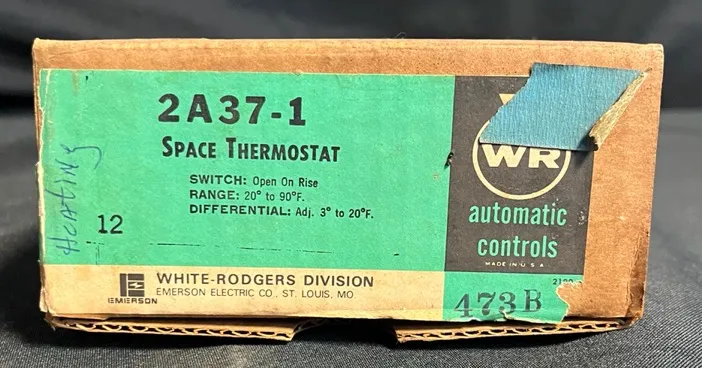 2A37-1
SPACE THERMOSTAT
SWITCH: Open On Rise
RANGE: 20° to 90°F.
DIFFERENTIAL: Adj. 3° to 20°F.
Heating
12
WR
automatic
controls
MADE IN U.S.A
EMERSON
WHITE-RODGERS DIVISION
EMERSON ELECTRIC CO., ST. LOUIS, MO
473B